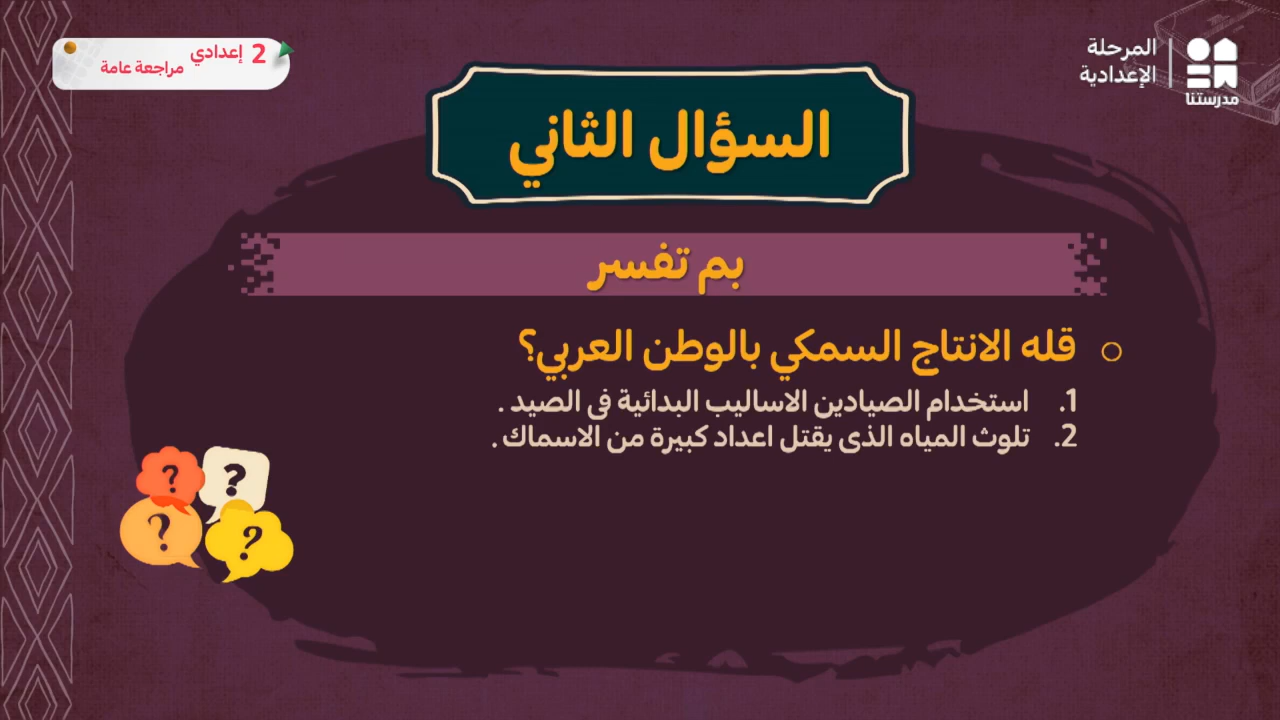 المرحلة
الإعدادية
مدرستنا
2 إعدادي
مراجعة عامة
السؤال الثاني
بم تفسر
قله الانتاج السمكي بالوطن العربي؟
1. استخدام الصيادين الاساليب البدائية فى الصيد .
2. تلوث المياه الذى يقتل اعداد كبيرة من الاسماك .
? ?
? ?